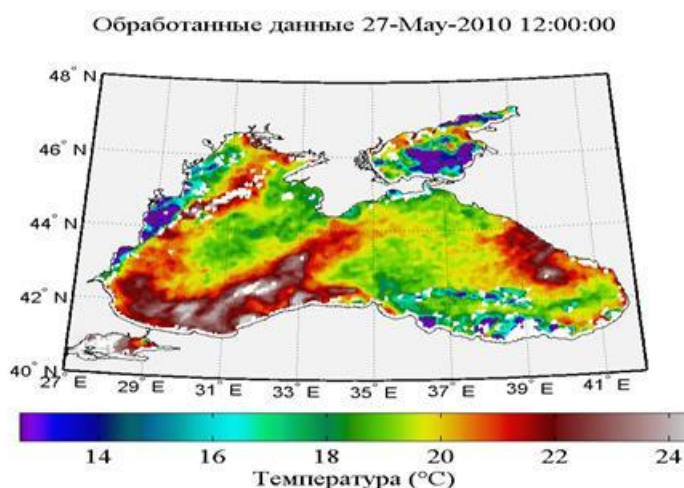 Обработанные данные 27-May-2010 12:00:00
48° N
46° N
44° N
42° N
40° N
27° E 29° E 31° E 33° E 35° E 37° E 39° E 41° E
14 16 18 20 22 24
Температура (°C)